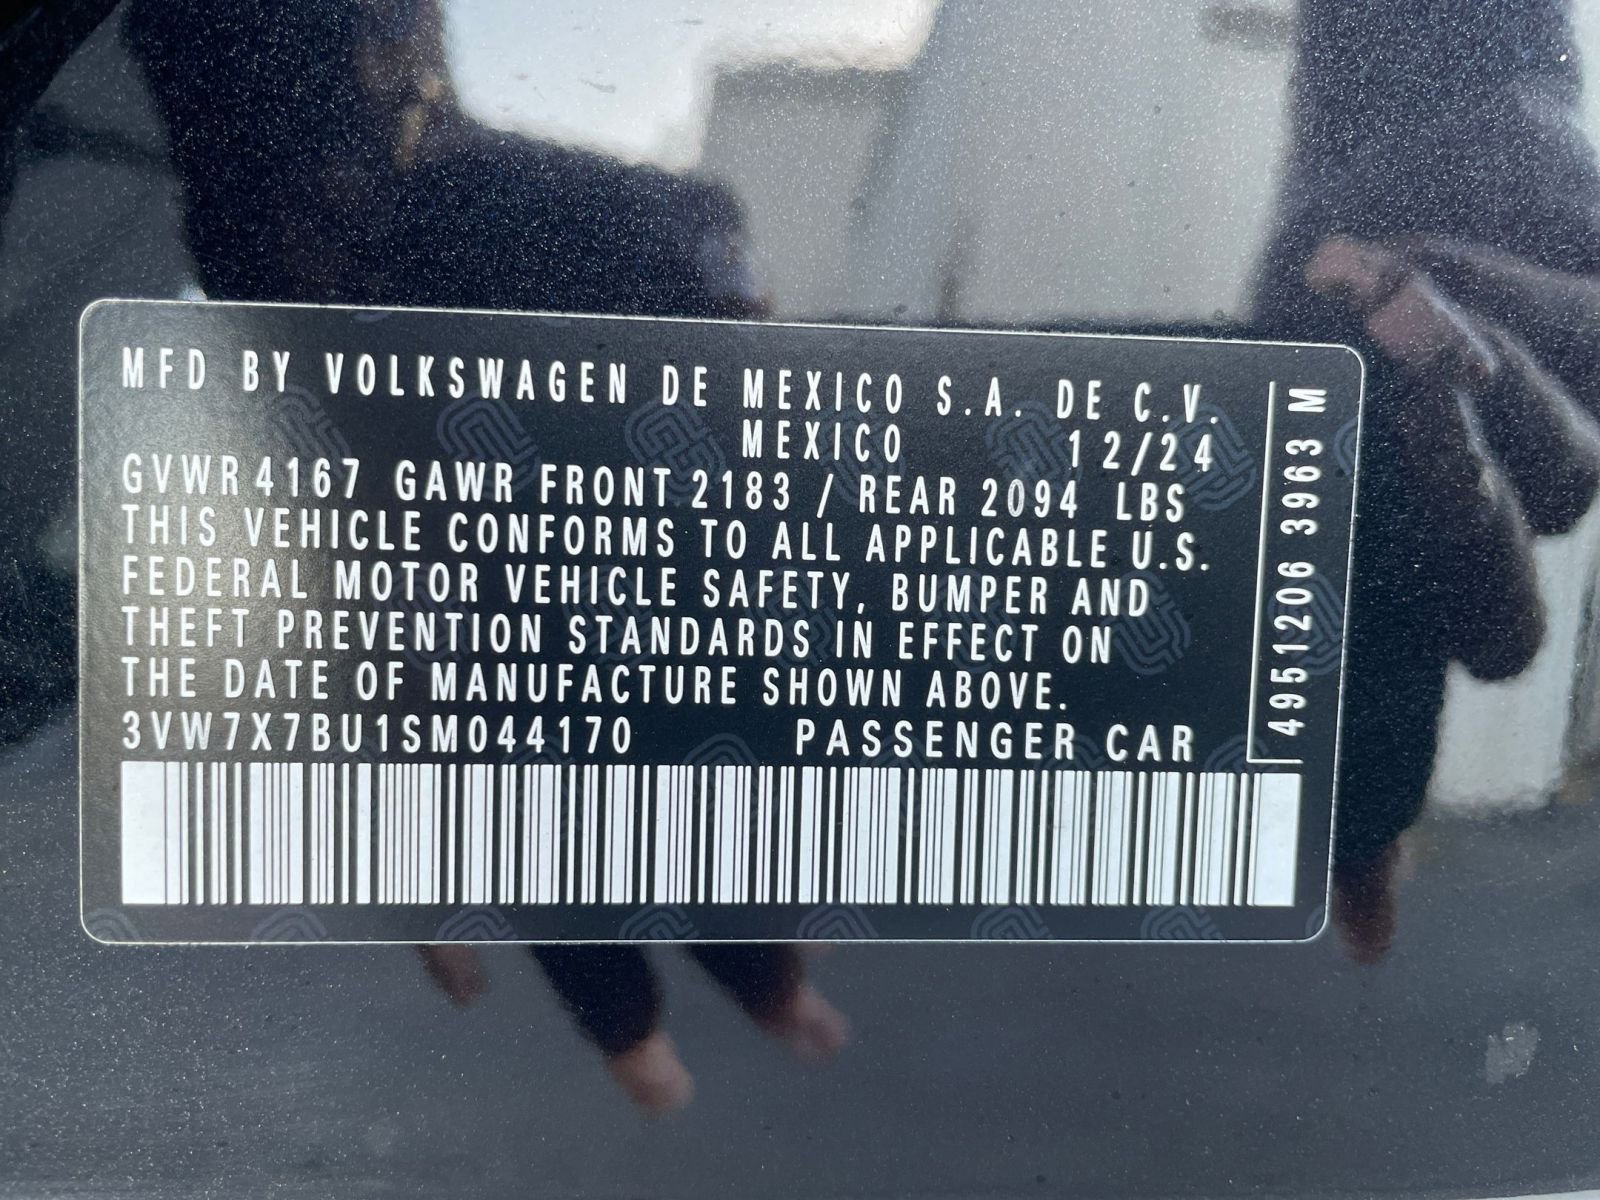 MFD BY VOLKSWAGEN DE MEXICO S.A. DE C.V.
MEXICO 12/24
GVWR 4167 GAWR FRONT 2183 / REAR 2094 LBS
THIS VEHICLE CONFORMS TO ALL APPLICABLE U.S.
FEDERAL MOTOR VEHICLE SAFETY, BUMPER AND
THEFT PREVENTION STANDARDS IN EFFECT ON
THE DATE OF MANUFACTURE SHOWN ABOVE.
3VW7X7BU1SM044170 PASSENGER CAR
4951206 3963 M